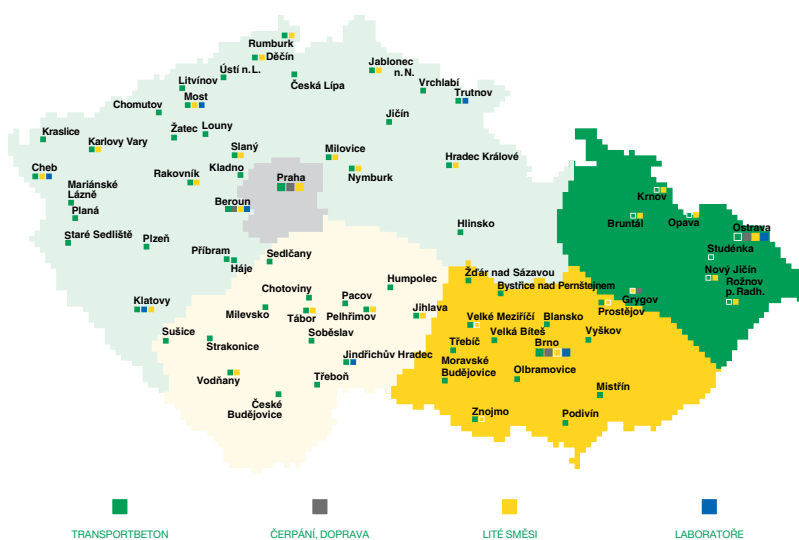 Rumburk
Děčín
Ústí n.L.
Jablonec
n.N.
Litvínov
Česká Lípa
Vrchlabí
Trutnov
Most
Chomutov
Jičín
Kraslice
Žatec
Louny
Karlovy Vary
Slaný
Milovice
Hradec Králové
Cheb
Rakovník
Kladno
Nymburk
Praha
Mariánské
Lázně
Krnov
Planá
Beroun
Bruntál
Opava
Ostrava
Hlinsko
Staré Sedliště
Plzeň
Studénka
Příbram
Háje
Sedlčany
Žďár nad Sázavou
Nový Jičín
Bystřice nad Pernštejnem
Rožnov
p. Radh.
Humpolec
Chotoviny
Grygov
Klatovy
Pacov
Jihlava
Prostějov
Milevsko
Tábor
Pelhřimov
Velké Meziříčí
Blansko
Sušice
Soběslav
Velká Bíteš
Vyškov
Strakonice
Třebíč
Brno
Jindřichův Hradec
Moravské
Budějovice
Olbramovice
Vodňany
Třeboň
Mistřín
České
Budějovice
Znojmo
Podivín
TRANSPORTBETON
ČERPÁNÍ, DOPRAVA
LITÉ SMĚSI
LABORATOŘE